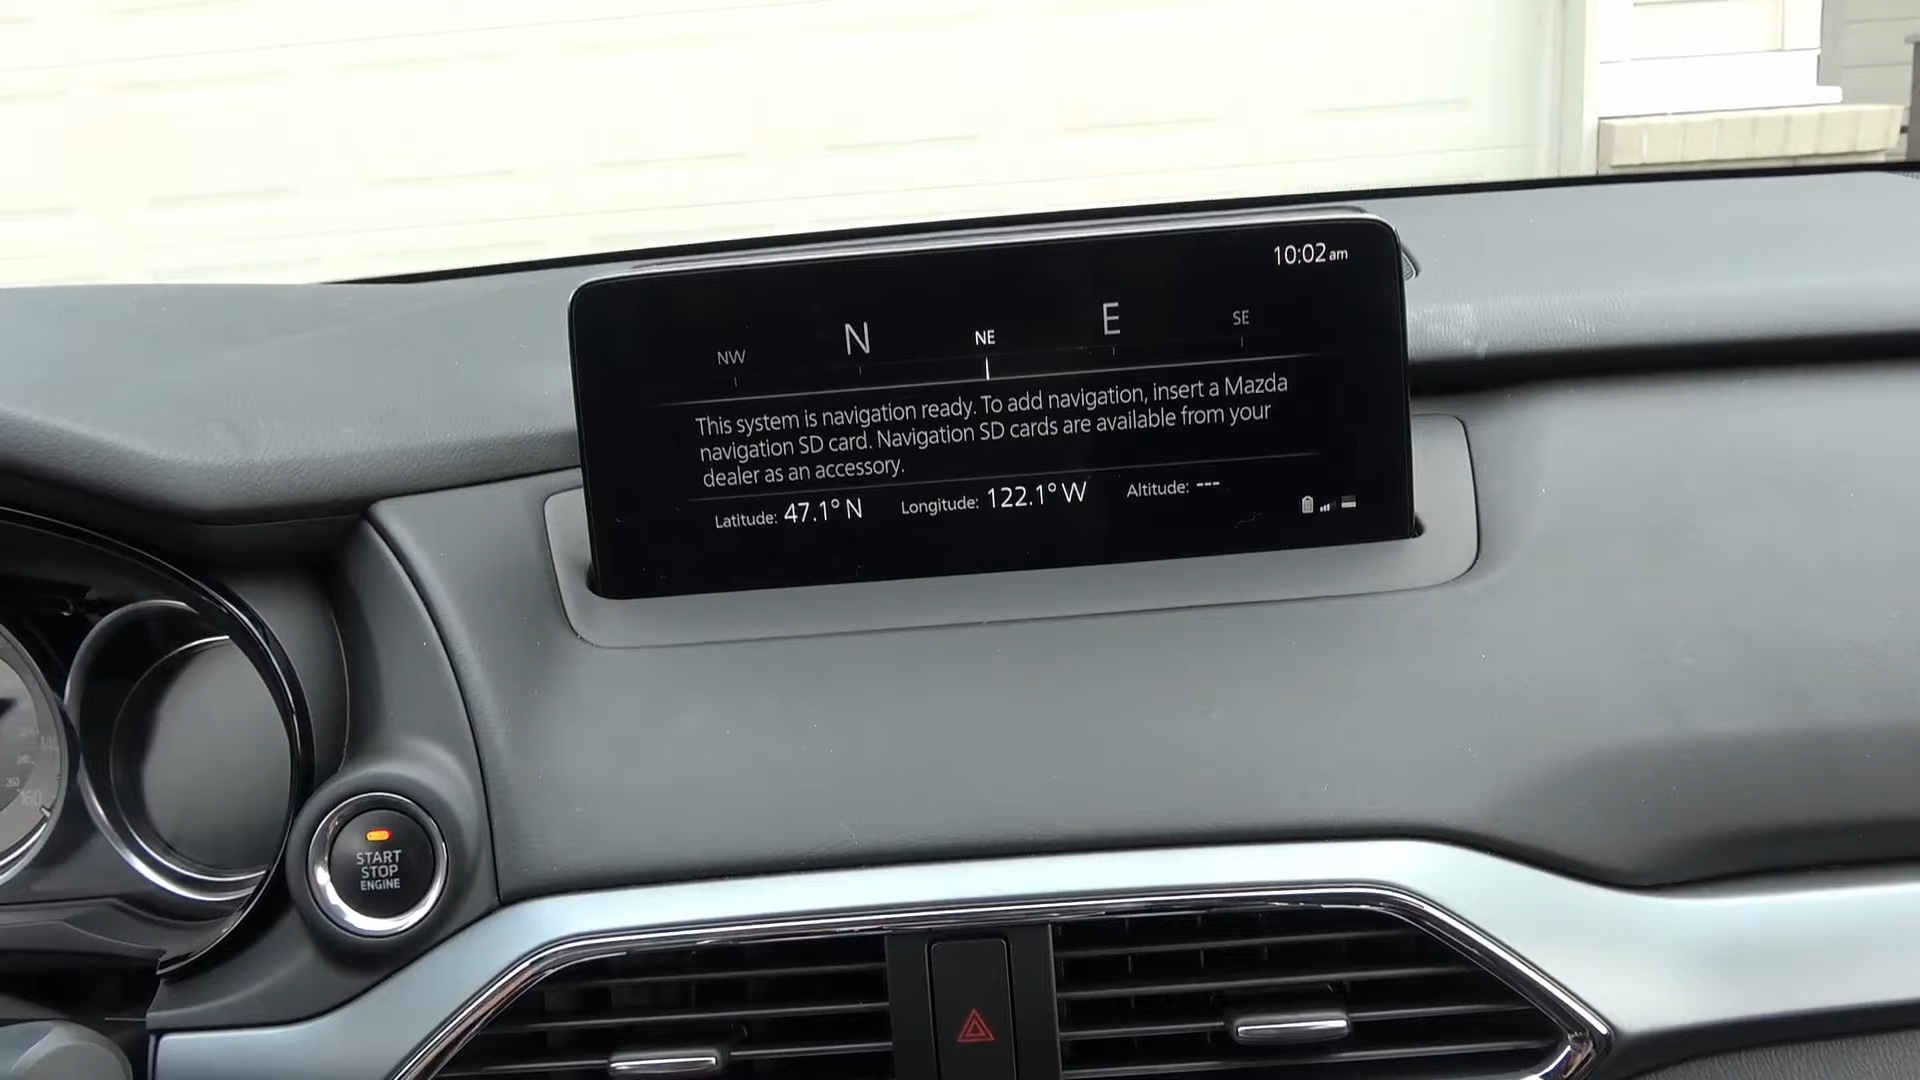 10:02am
NW N NE E SE
This system is navigation ready. To add navigation, insert a Mazda
navigation SD card. Navigation SD cards are available from your
dealer as an accessory.
Latitude: 47.1° N Longitude: 122.1° W Altitude: ---
160
START
STOP
ENGINE